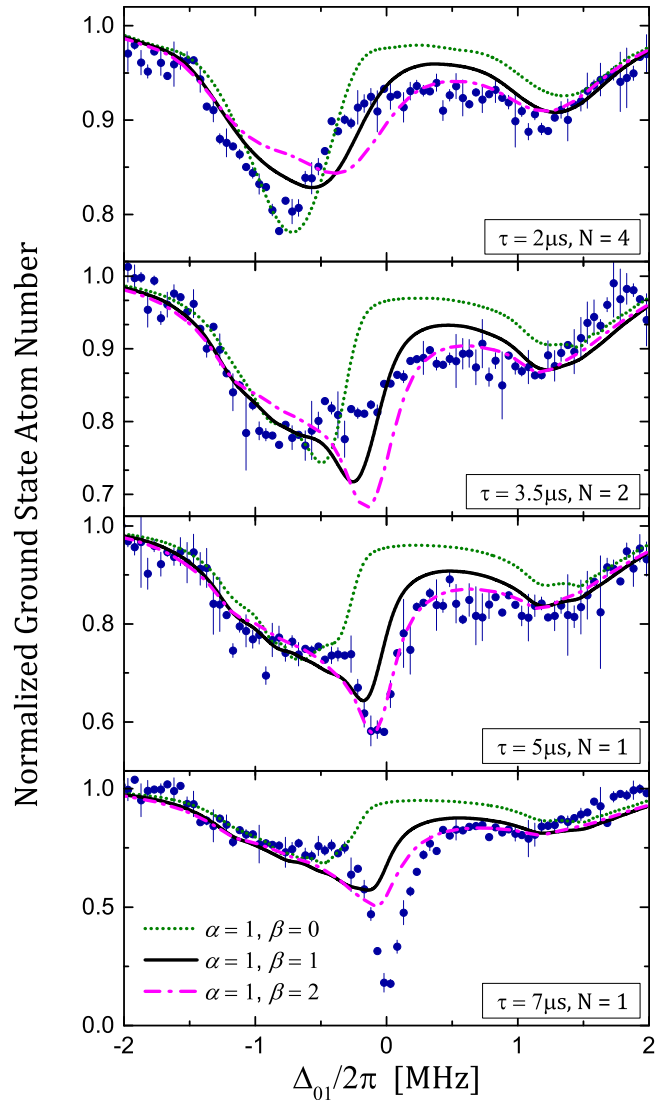 Normalized Ground State Atom Number
1.0
0.9
0.8
τ = 2μs, N = 4
1.0
0.9
0.8
0.7
τ = 3.5μs, N = 2
1.0
0.8
0.6
τ = 5μs, N = 1
1.0
0.5
0.0
α = 1, β = 0
α = 1, β = 1
α = 1, β = 2
τ = 7μs, N = 1
-2 -1 0 1 2
Δ01/2π [MHz]